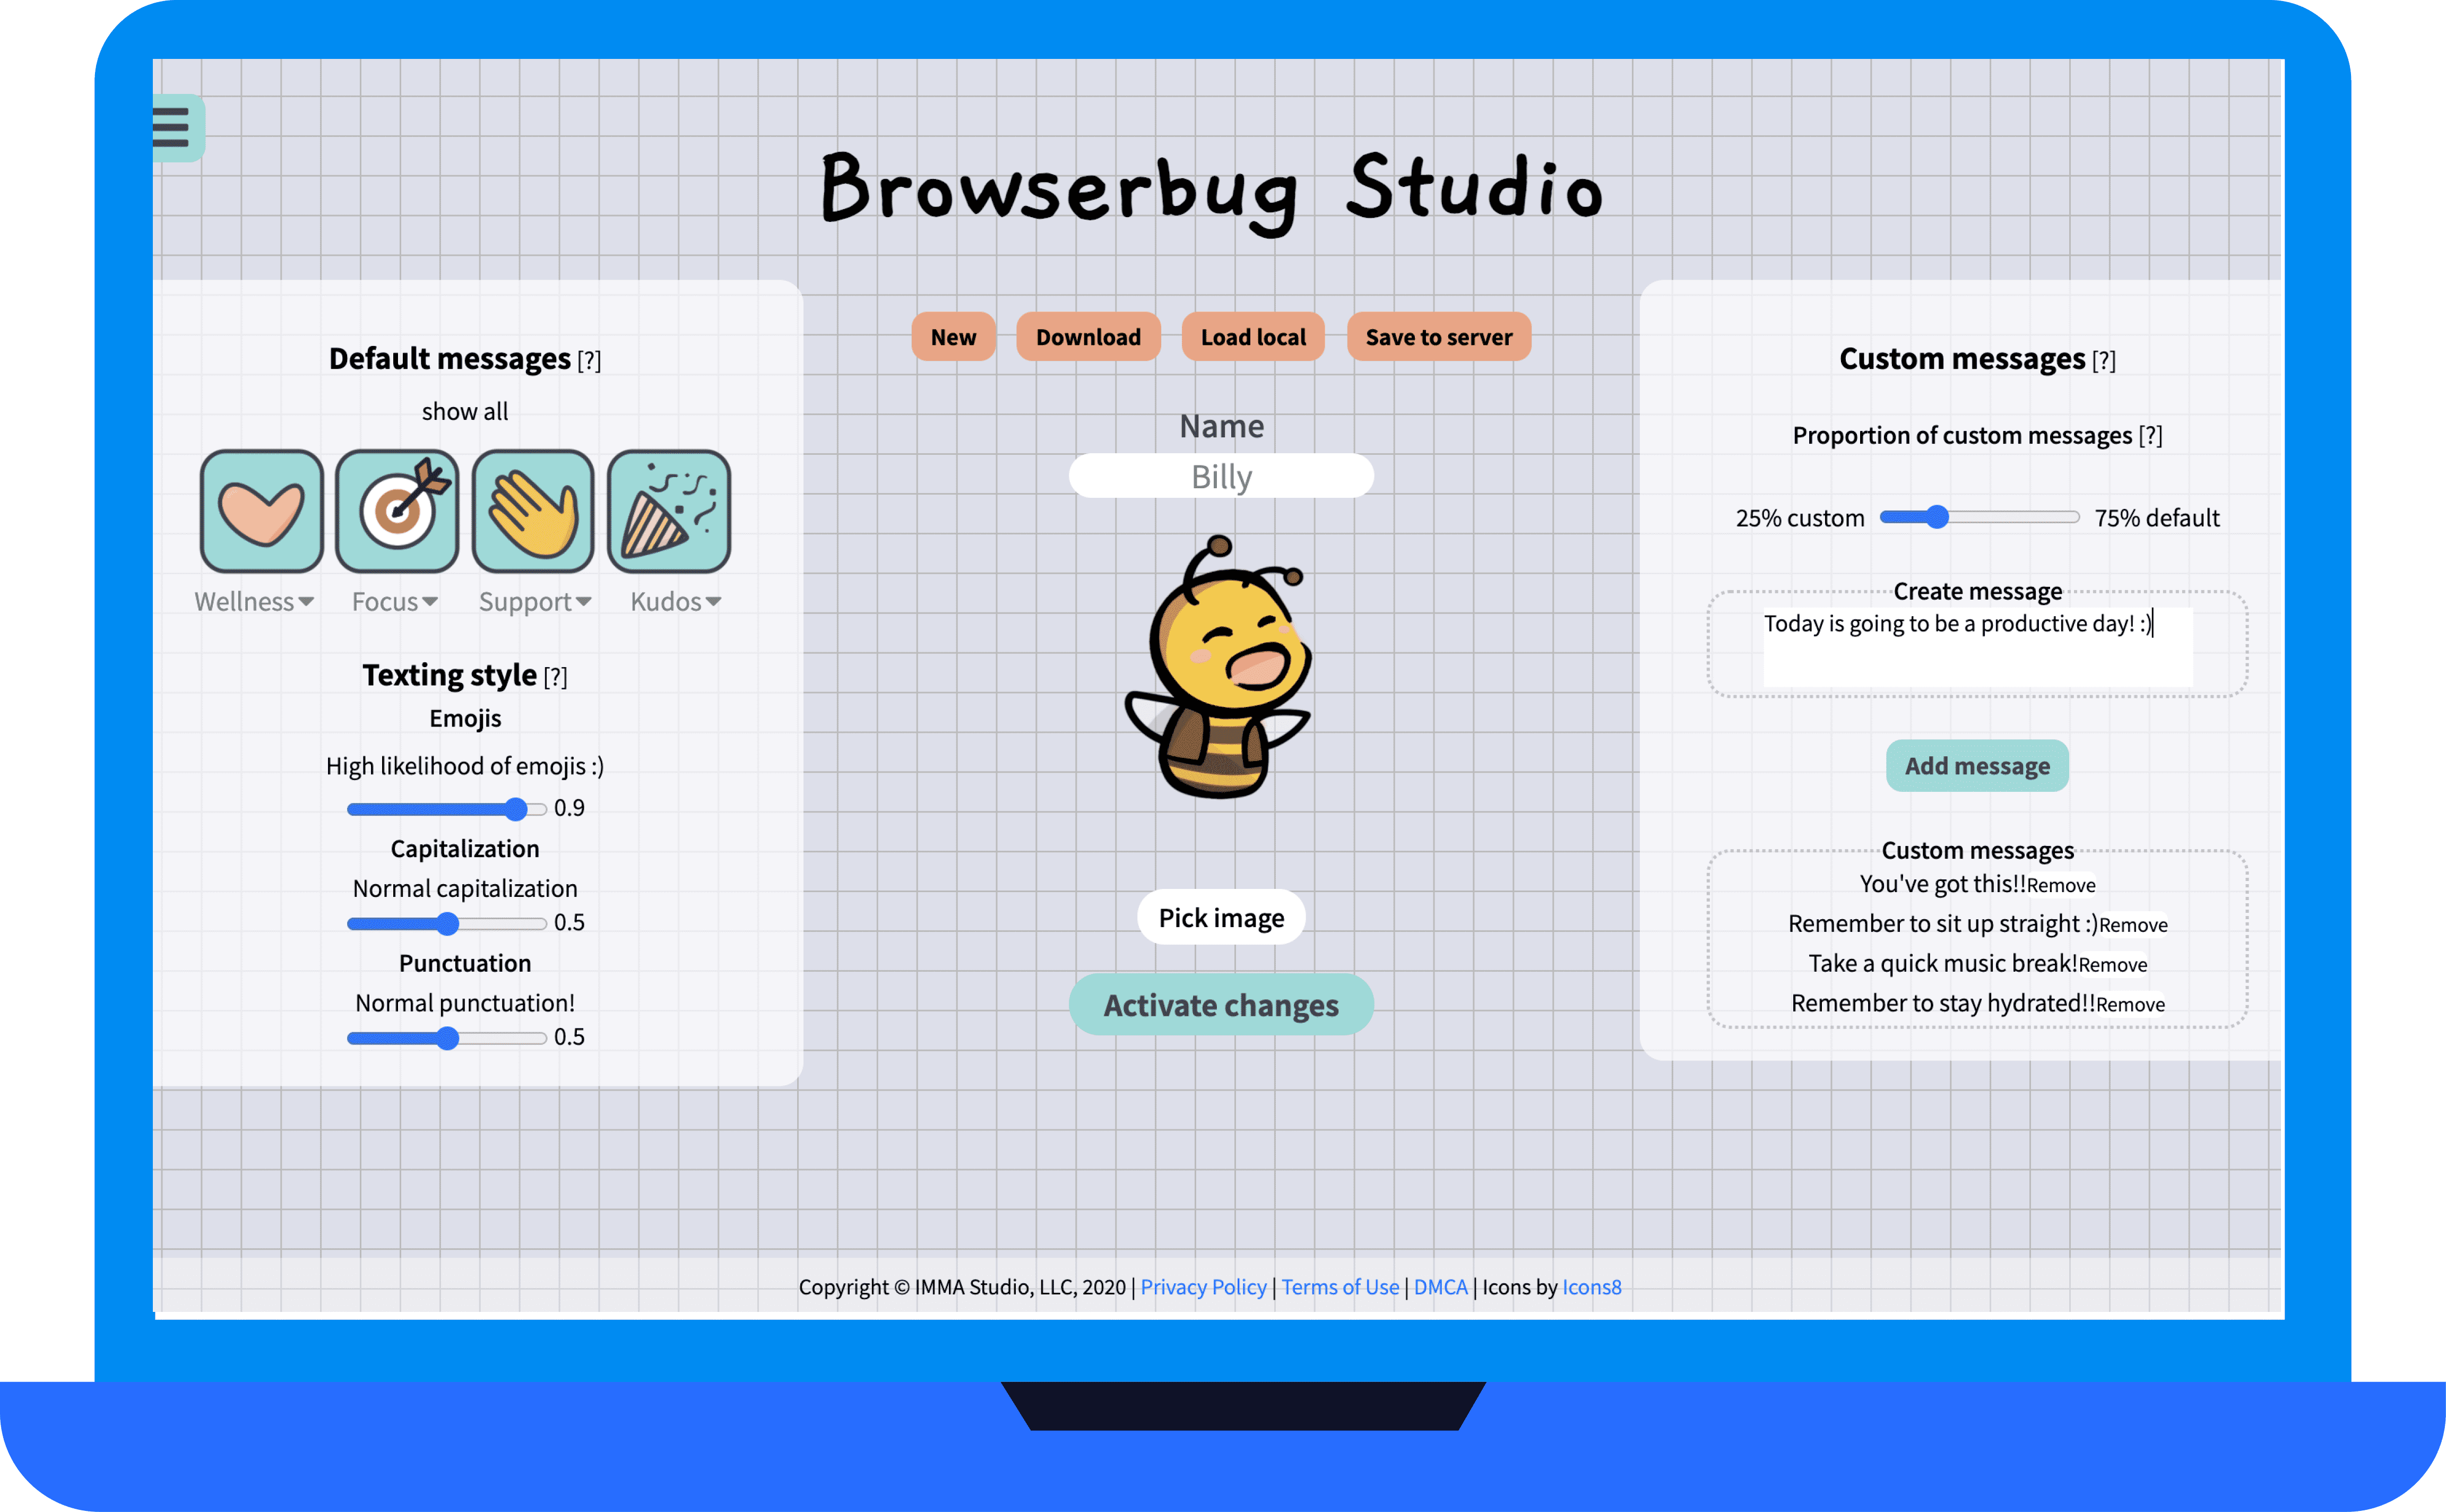 Browserbug Studio
New Download Load local Save to server
Default messages [?]
show all
Wellness Focus Support Kudos
Texting style [?]
Emojis
High likelihood of emojis :)
0.9
Capitalization
Normal capitalization
0.5
Punctuation
Normal punctuation!
0.5
Name
Billy
Pick image
Activate changes
Custom messages [?]
Proportion of custom messages [?]
25% custom 75% default
Create message
Today is going to be a productive day! :)
Add message
Custom messages
You've got this!!Remove
Remember to sit up straight :)Remove
Take a quick music break!Remove
Remember to stay hydrated!!Remove
Copyright © IMMA Studio, LLC, 2020 | Privacy Policy | Terms of Use | DMCA | Icons by Icons8